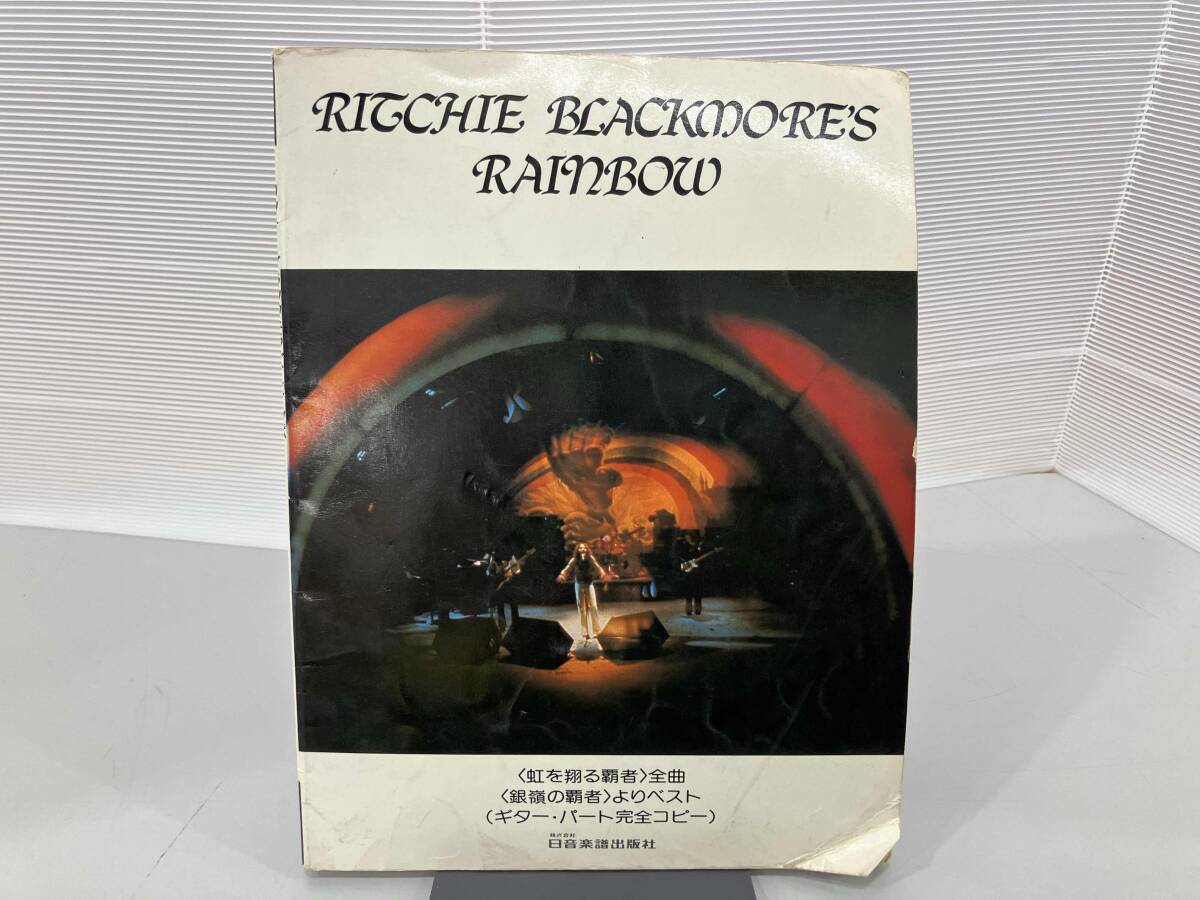 RITCHIE BLACKMORE'S
RAINBOW
〈虹を翔る覇者〉全曲
〈銀嶺の覇者〉よりベスト
(ギター・パート完全コピー)
株式会社
日音楽譜出版社